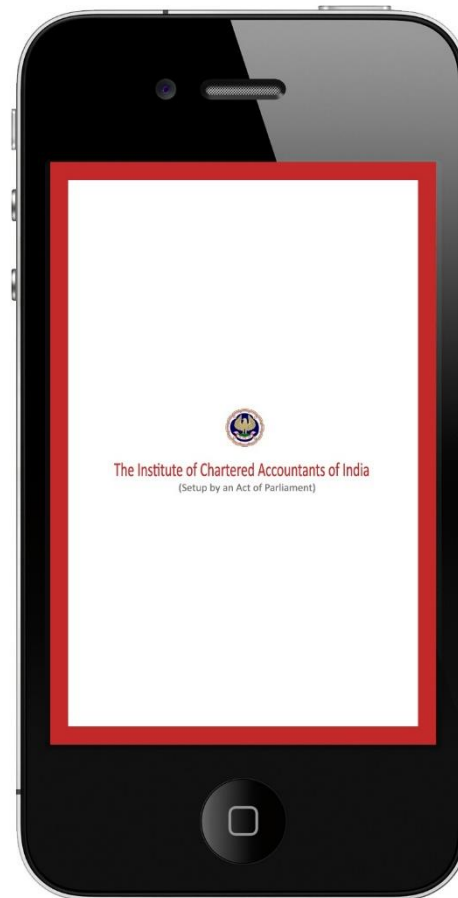 The Institute of Chartered Accountants of India
(Setup by an Act of Parliament)